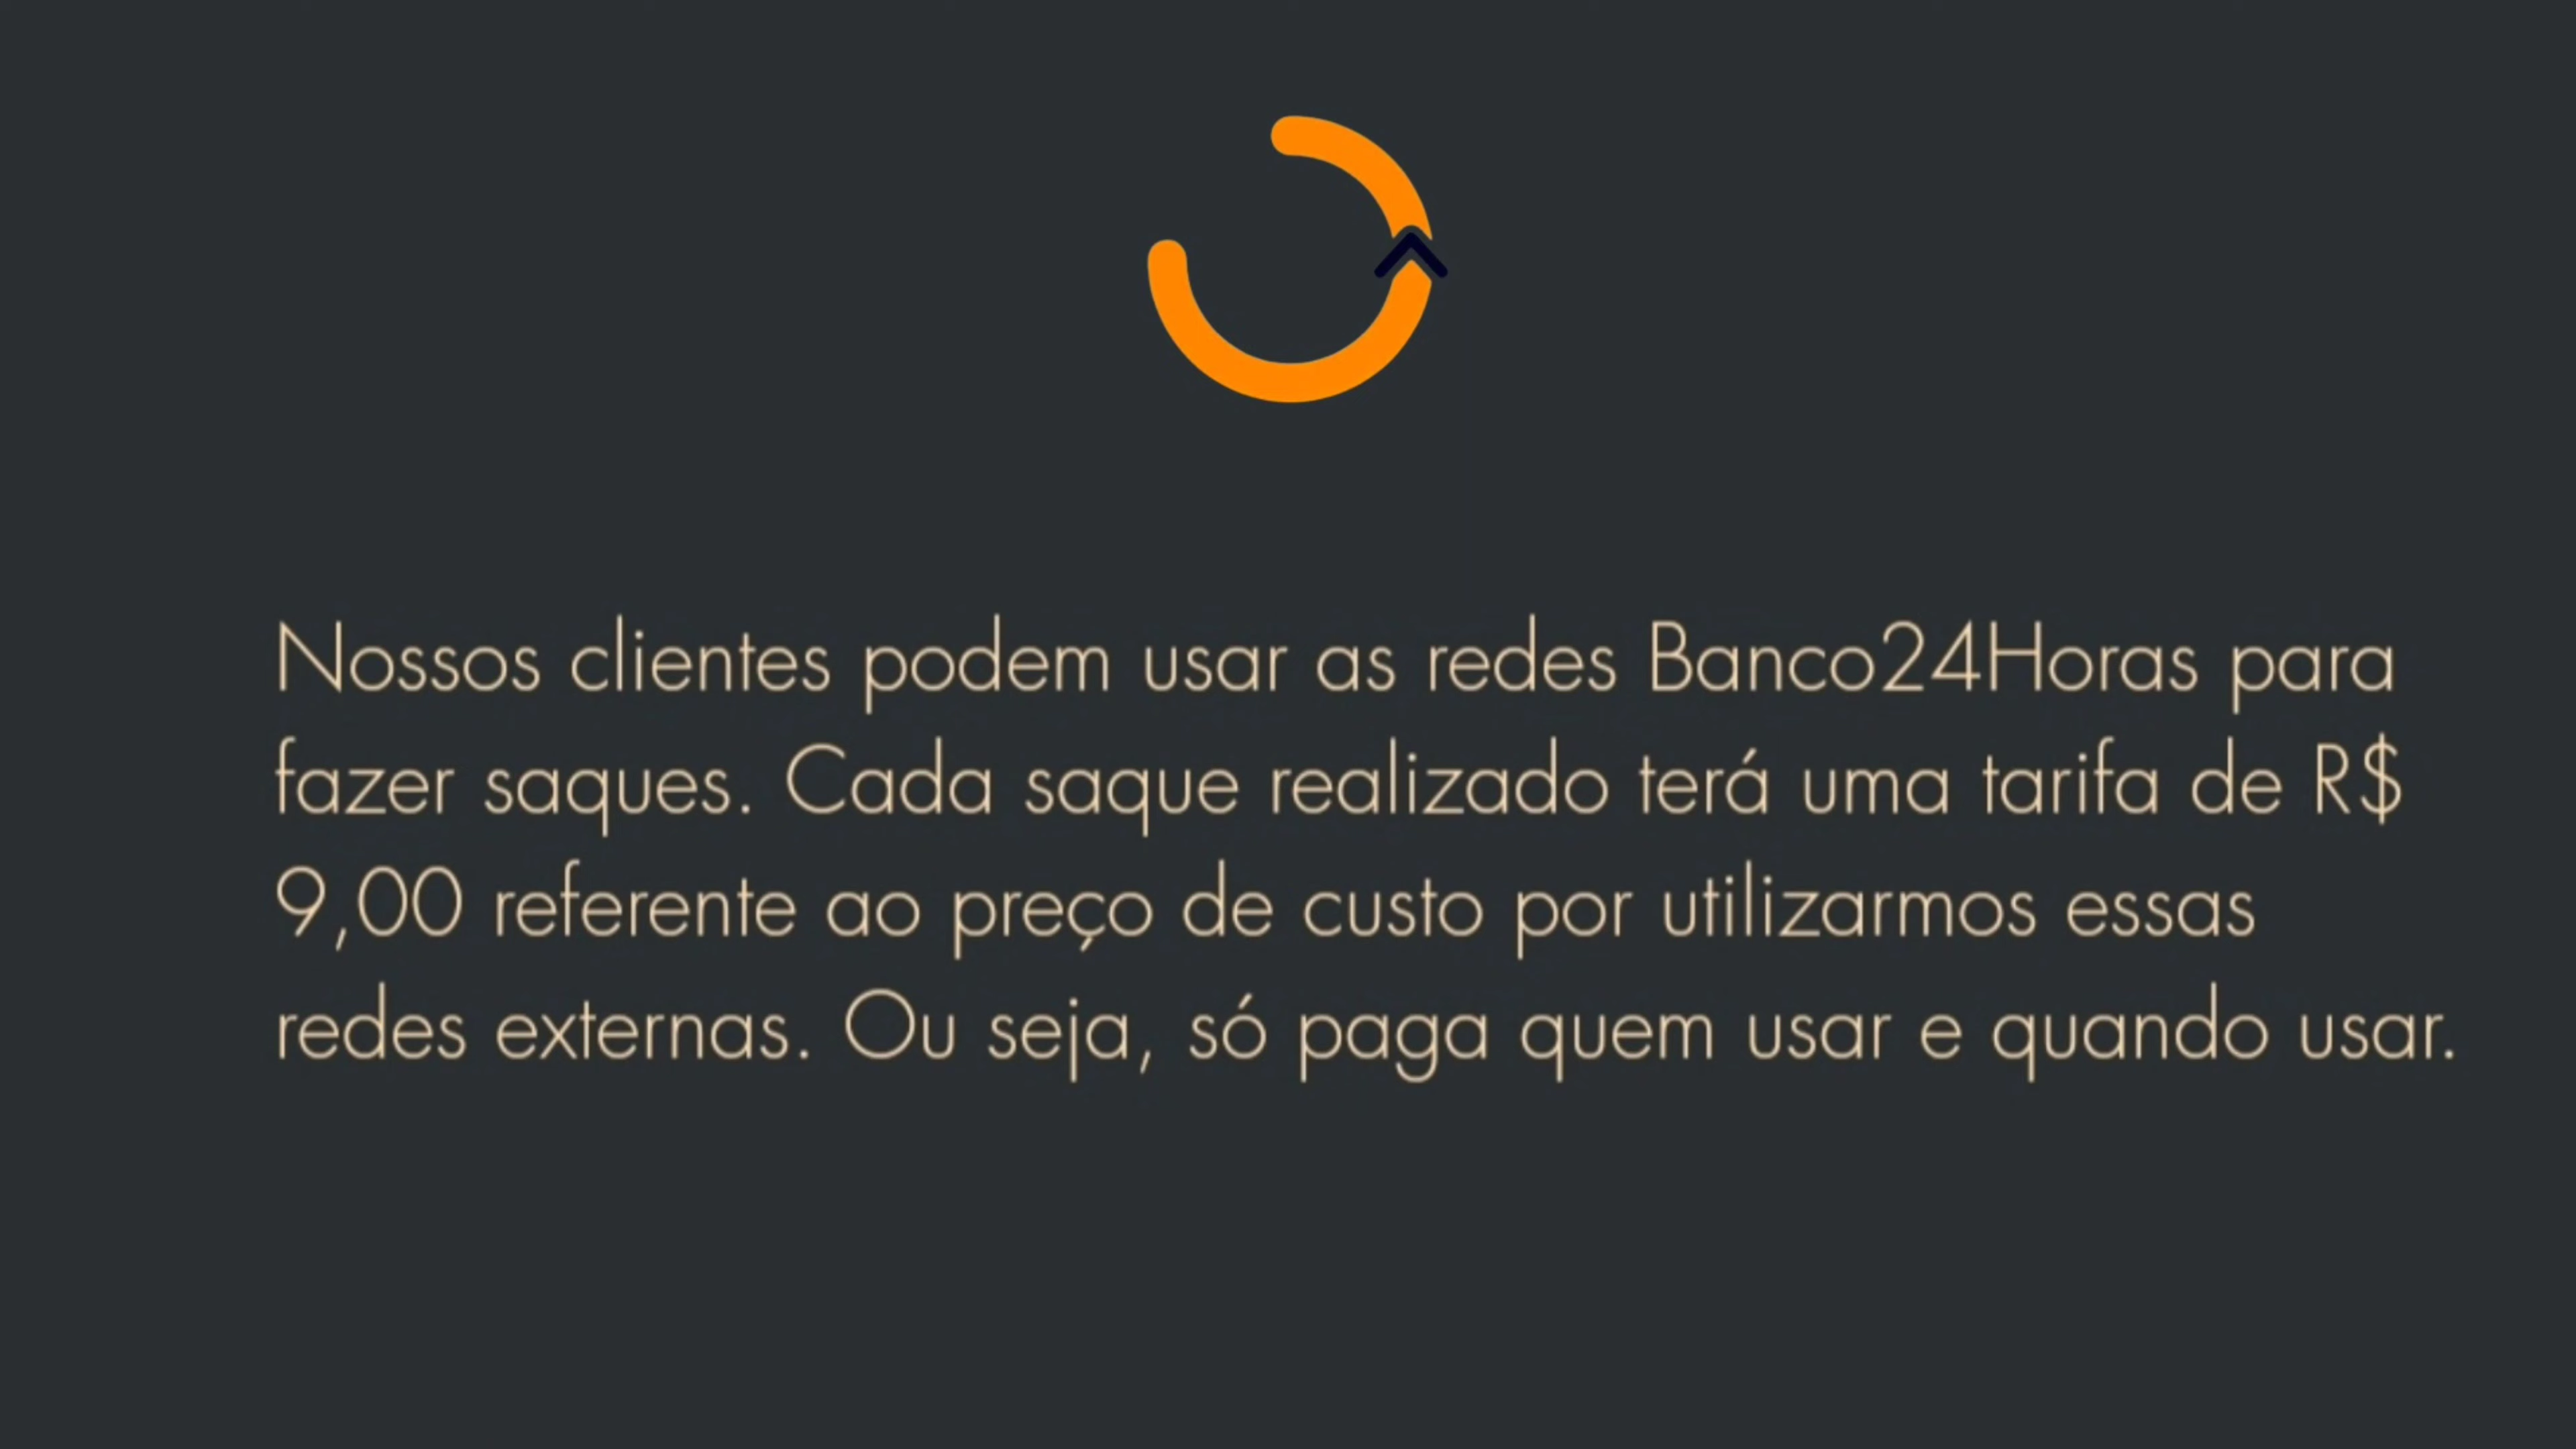 Nossos clientes podem usar as redes Banco24Horas para
fazer saques. Cada saque realizado terá uma tarifa de R$
9,00 referente ao preço de custo por utilizarmos essas
redes externas. Ou seja, só paga quem usar e quando usar.